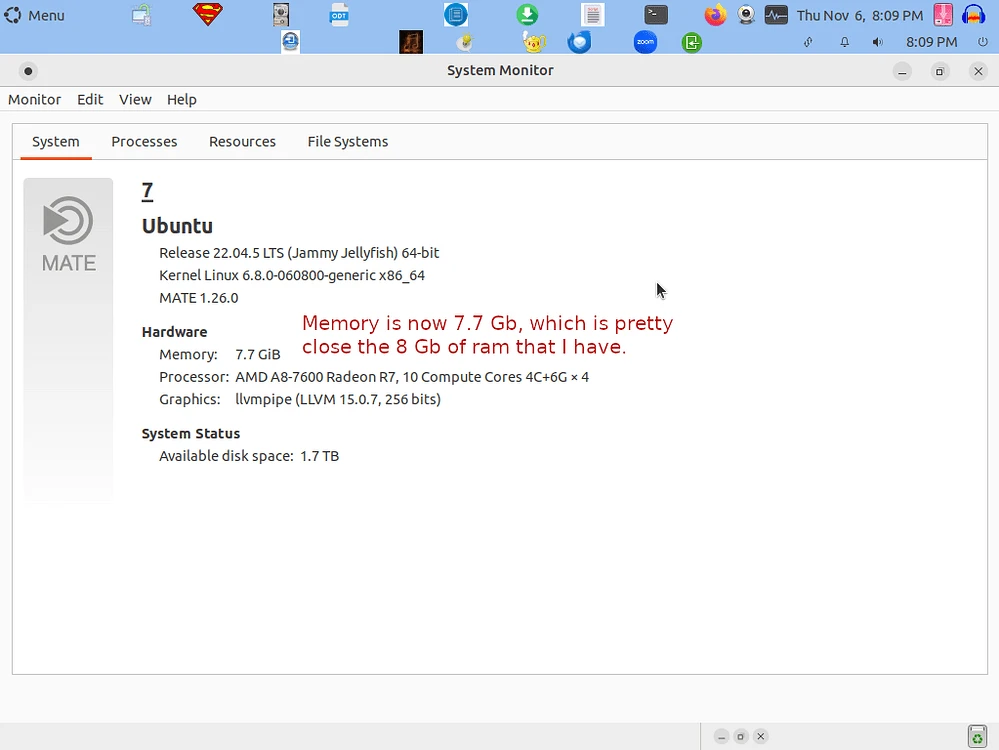 Menu
ODT
Thu Nov 6, 8:09 PM
zoom
8:09 PM
System Monitor
Monitor Edit View Help
System Processes Resources File Systems
MATE
7
Ubuntu
Release 22.04.5 LTS (Jammy Jellyfish) 64-bit
Kernel Linux 6.8.0-060800-generic x86_64
MATE 1.26.0
Memory is now 7.7 Gb, which is pretty
close the 8 Gb of ram that I have.
Hardware
Memory: 7.7 GiB
Processor: AMD A8-7600 Radeon R7, 10 Compute Cores 4C+6G × 4
Graphics: llvmpipe (LLVM 15.0.7, 256 bits)
System Status
Available disk space: 1.7 TB